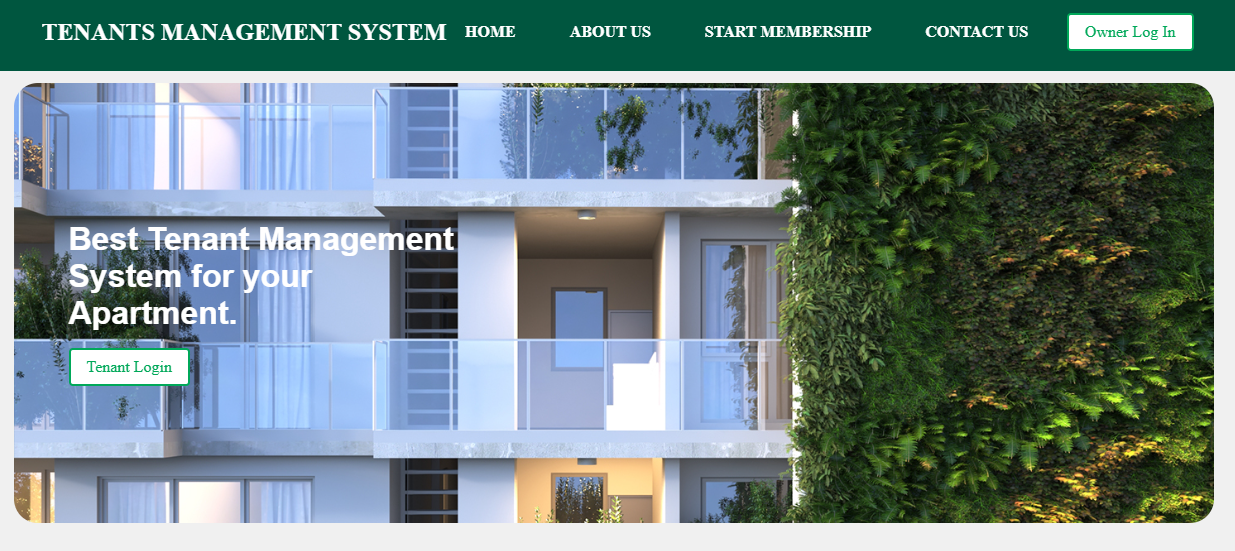 TENANTS MANAGEMENT SYSTEM HOME ABOUT US START MEMBERSHIP CONTACT US Owner Log In
Best Tenant Management
System for your
Apartment.
Tenant Login